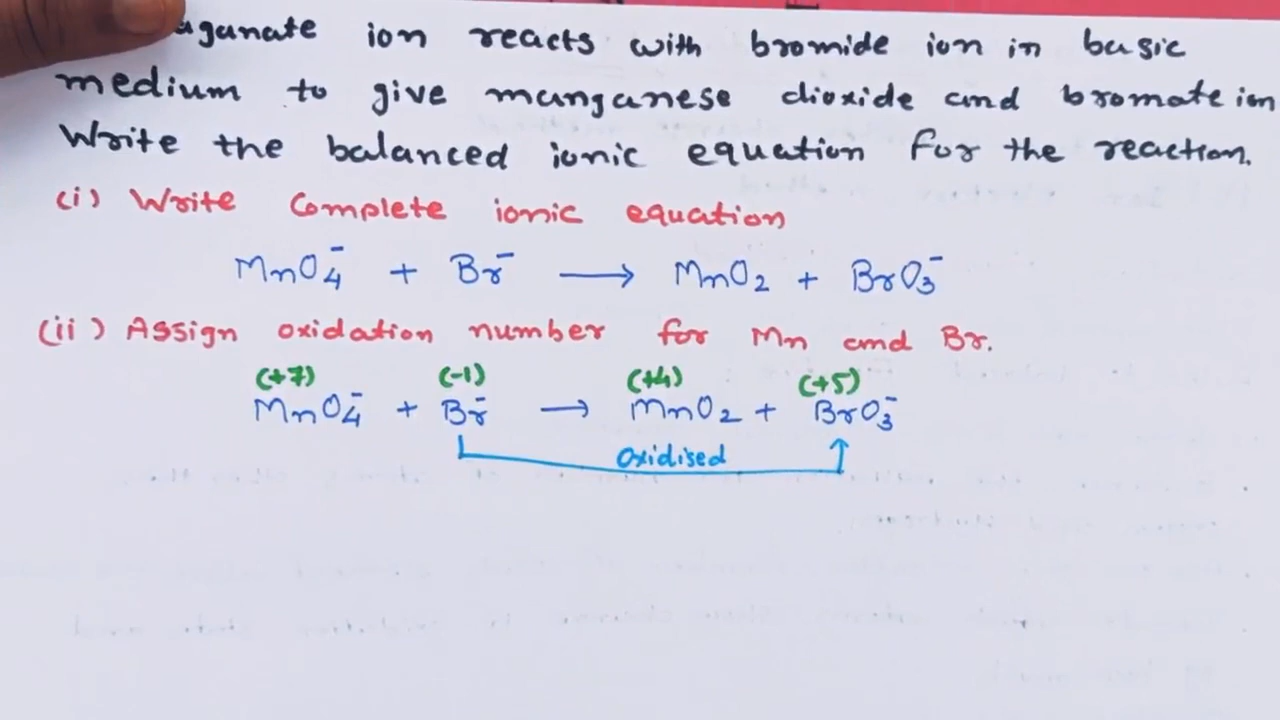 ion reacts with bromide ion in basic
medium to give manganese dioxide and bromate ion
Write the balanced ionic equation for the reaction.
(i) Write Complete ionic equation
MnO₄⁻ + Br⁻ ⟶ MnO₂ + BrO₃⁻
(ii) Assign oxidation number for Mn and Br.
(+7) (-1) (+4) (+5)
MnO₄⁻ + Br⁻ ⟶ MnO₂ + BrO₃⁻
Oxidised